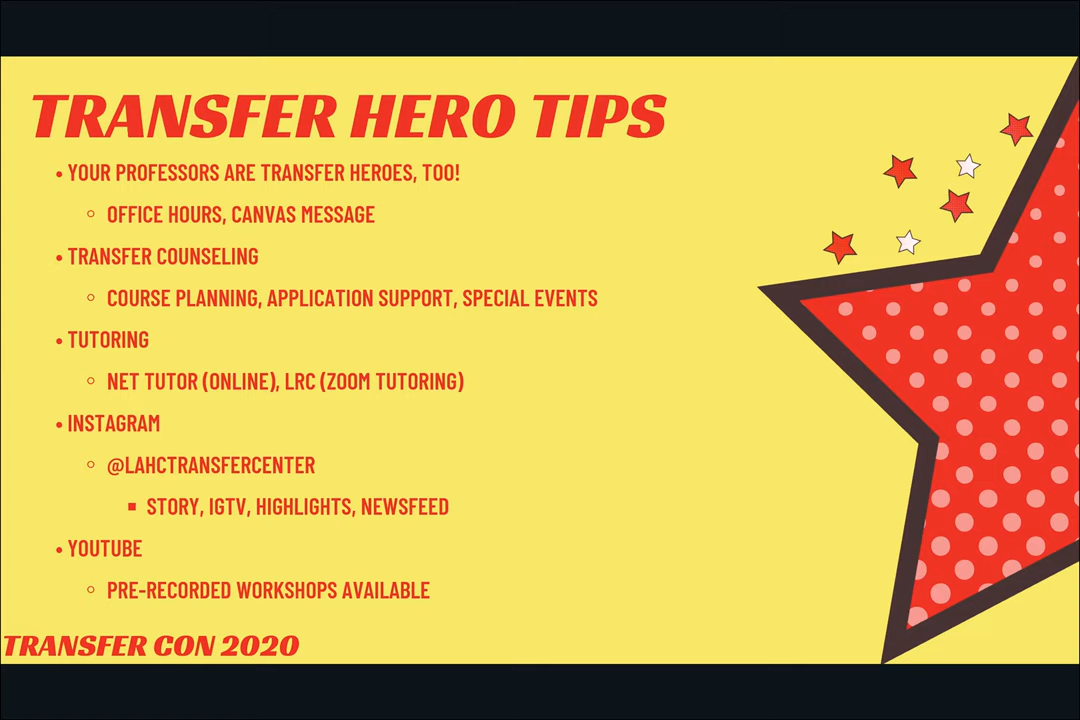 TRANSFER HERO TIPS
• YOUR PROFESSORS ARE TRANSFER HEROES, TOO!
◦ OFFICE HOURS, CANVAS MESSAGE
• TRANSFER COUNSELING
◦ COURSE PLANNING, APPLICATION SUPPORT, SPECIAL EVENTS
• TUTORING
◦ NET TUTOR (ONLINE), LRC (ZOOM TUTORING)
• INSTAGRAM
◦ @LAHCTRANSFERCENTER
▪ STORY, IGTV, HIGHLIGHTS, NEWSFEED
• YOUTUBE
◦ PRE-RECORDED WORKSHOPS AVAILABLE
TRANSFER CON 2020